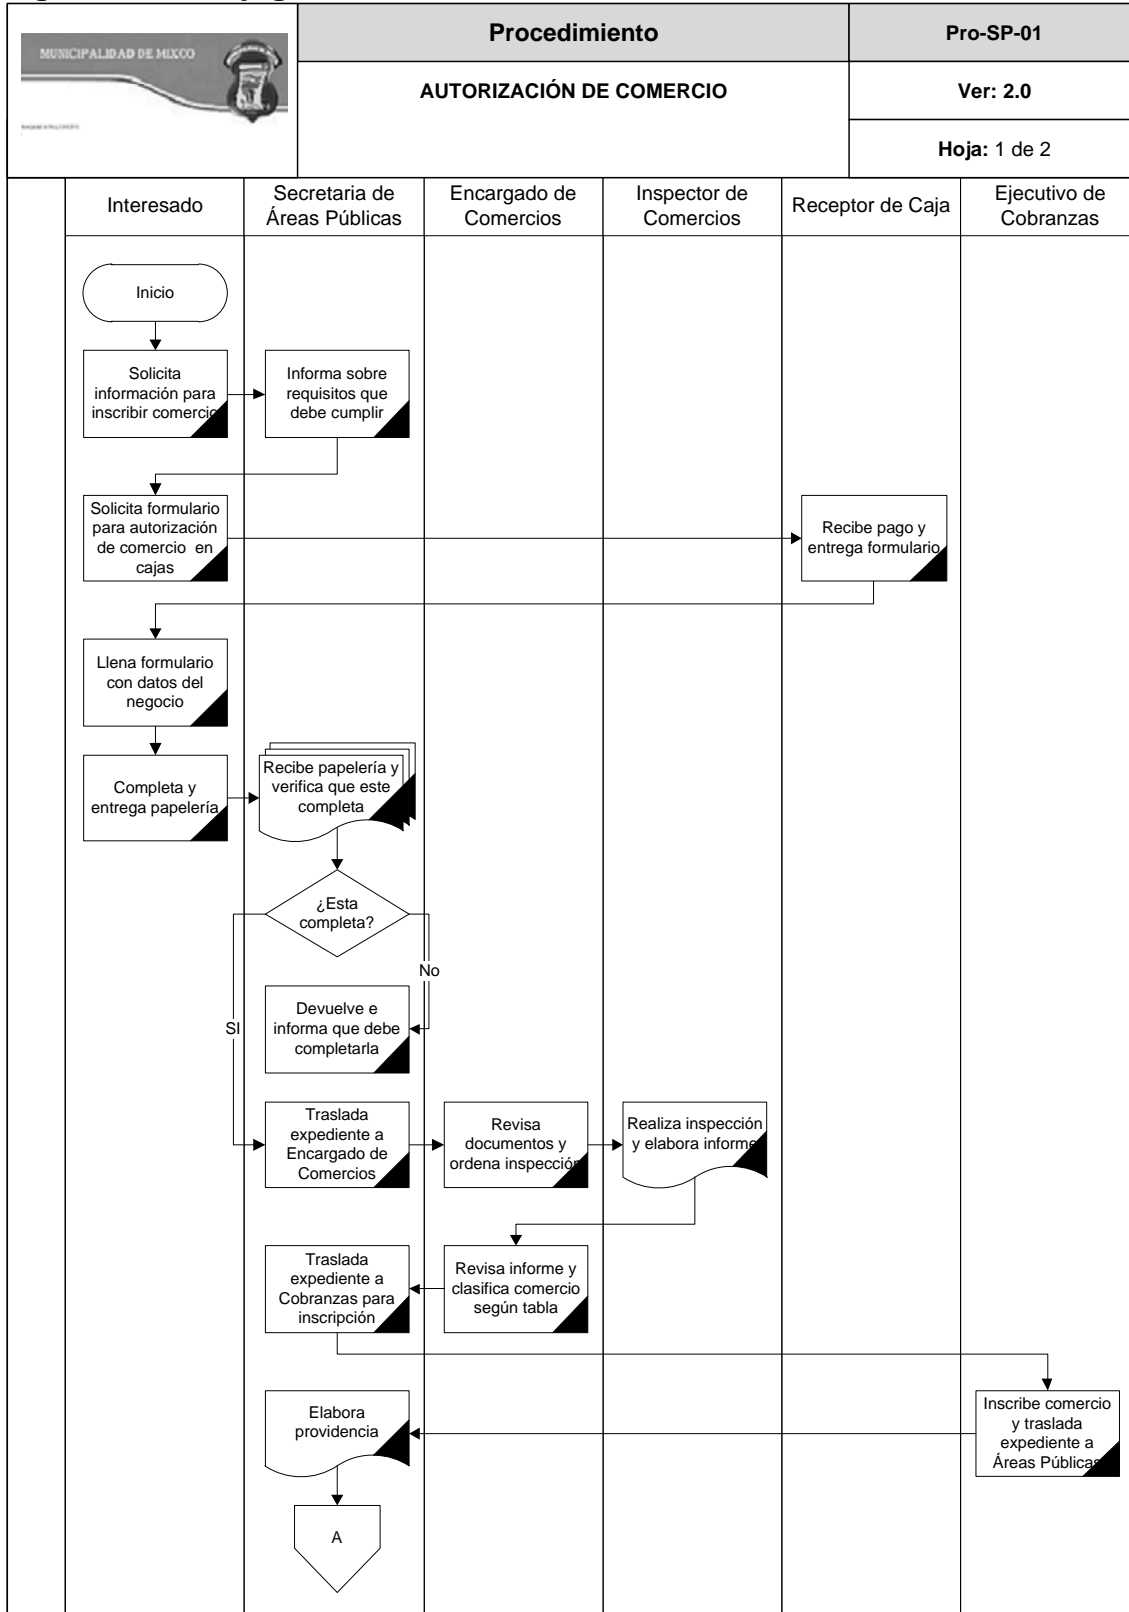 MUNICIPALIDAD DE MIXCO
Procedimiento
Pro-SP-01
AUTORIZACIÓN DE COMERCIO
Ver: 2.0
Hoja: 1 de 2
Interesado
Secretaria de
Áreas Públicas
Encargado de
Comercios
Inspector de
Comercios
Receptor de Caja
Ejecutivo de
Cobranzas
Inicio
Solicita
información para
inscribir comercio
Informa sobre
requisitos que
debe cumplir
Solicita formulario
para autorización
de comercio en
cajas
Recibe pago y
entrega formulario
Llena formulario
con datos del
negocio
Completa y
entrega papelería
Recibe papelería y
verifica que este
completa
¿Esta
completa?
No
SI
Devuelve e
informa que debe
completarla
Traslada
expediente a
Encargado de
Comercios
Revisa
documentos y
ordena inspección
Realiza inspección
y elabora informe
Traslada
expediente a
Cobranzas para
inscripción
Revisa informe y
clasifica comercio
según tabla
Elabora
providencia
Inscribe comercio
y traslada
expediente a
Áreas Públicas
A